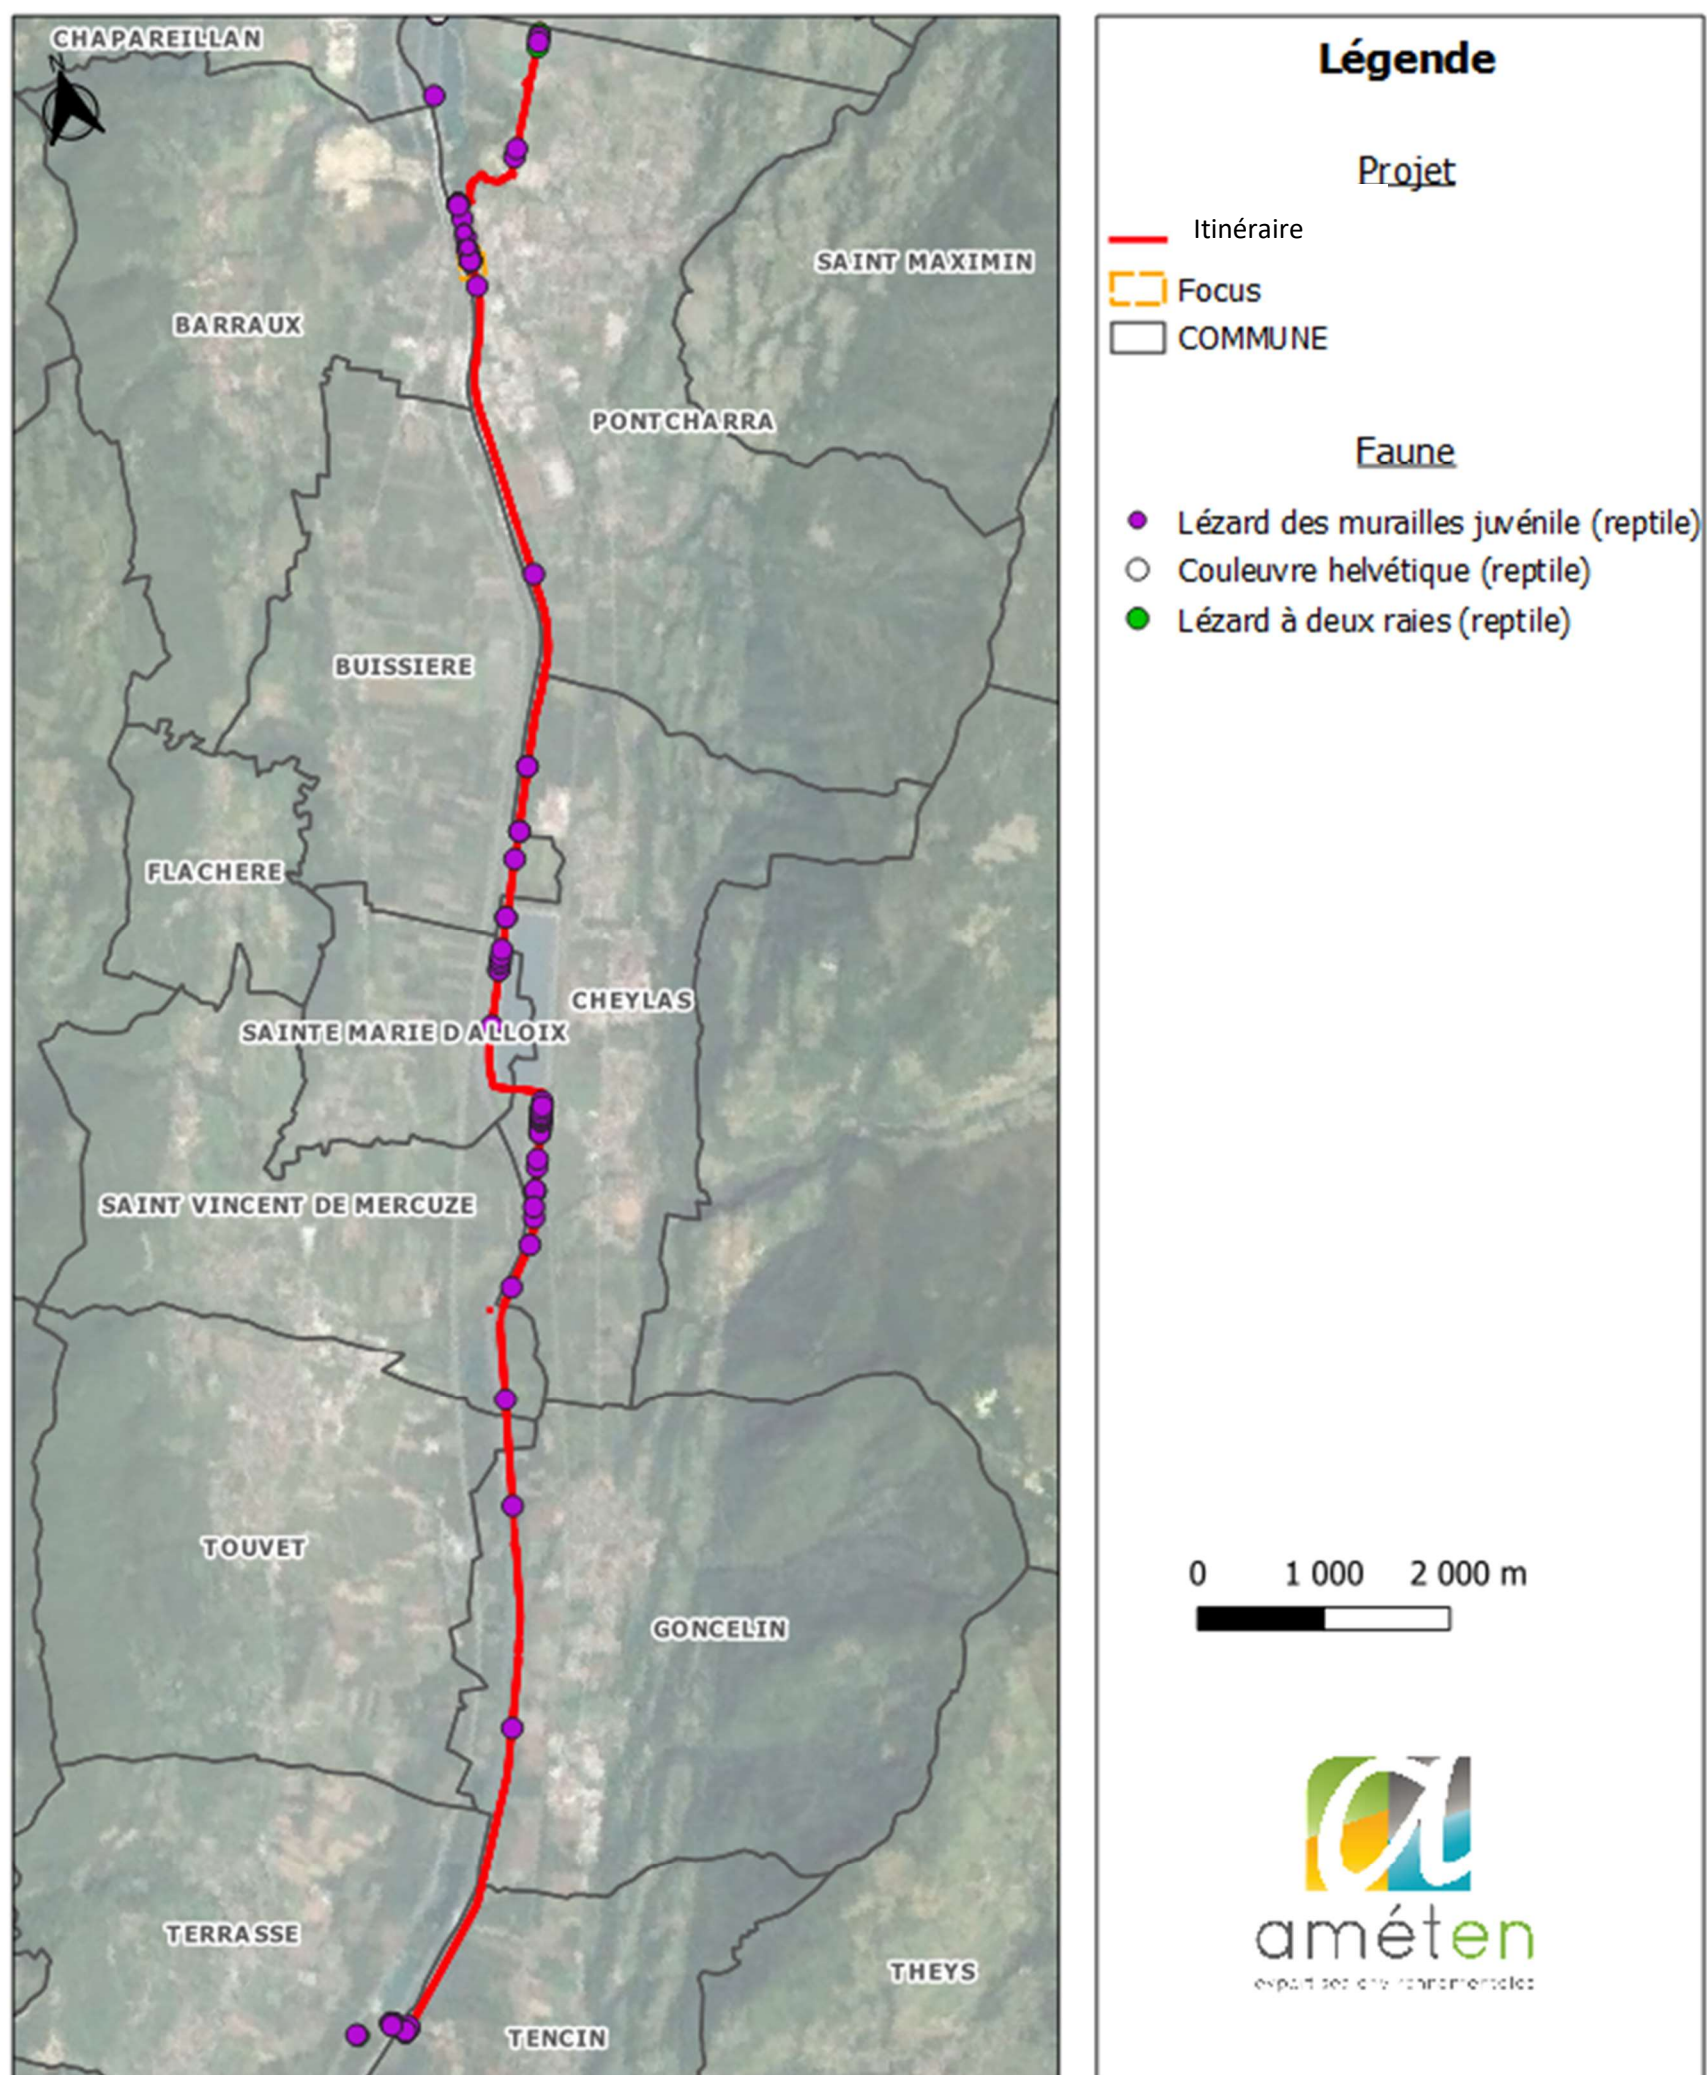 CHAPAREILLAN
N
SAINT MAXIMIN
BARRAUX
PONTCHARRA
BUISSIERE
FLACHERE
CHEYLAS
SAINTE MARIE D ALLOIX
SAINT VINCENT DE MERCUZE
TOUVET
GONCELIN
TERRASSE
THEYS
TENCIN
Légende
Projet
Itinéraire
Focus
COMMUNE
Faune
Lézard des murailles juvénile (reptile)
Couleuvre helvétique (reptile)
Lézard à deux raies (reptile)
0 1 000 2 000 m
améten